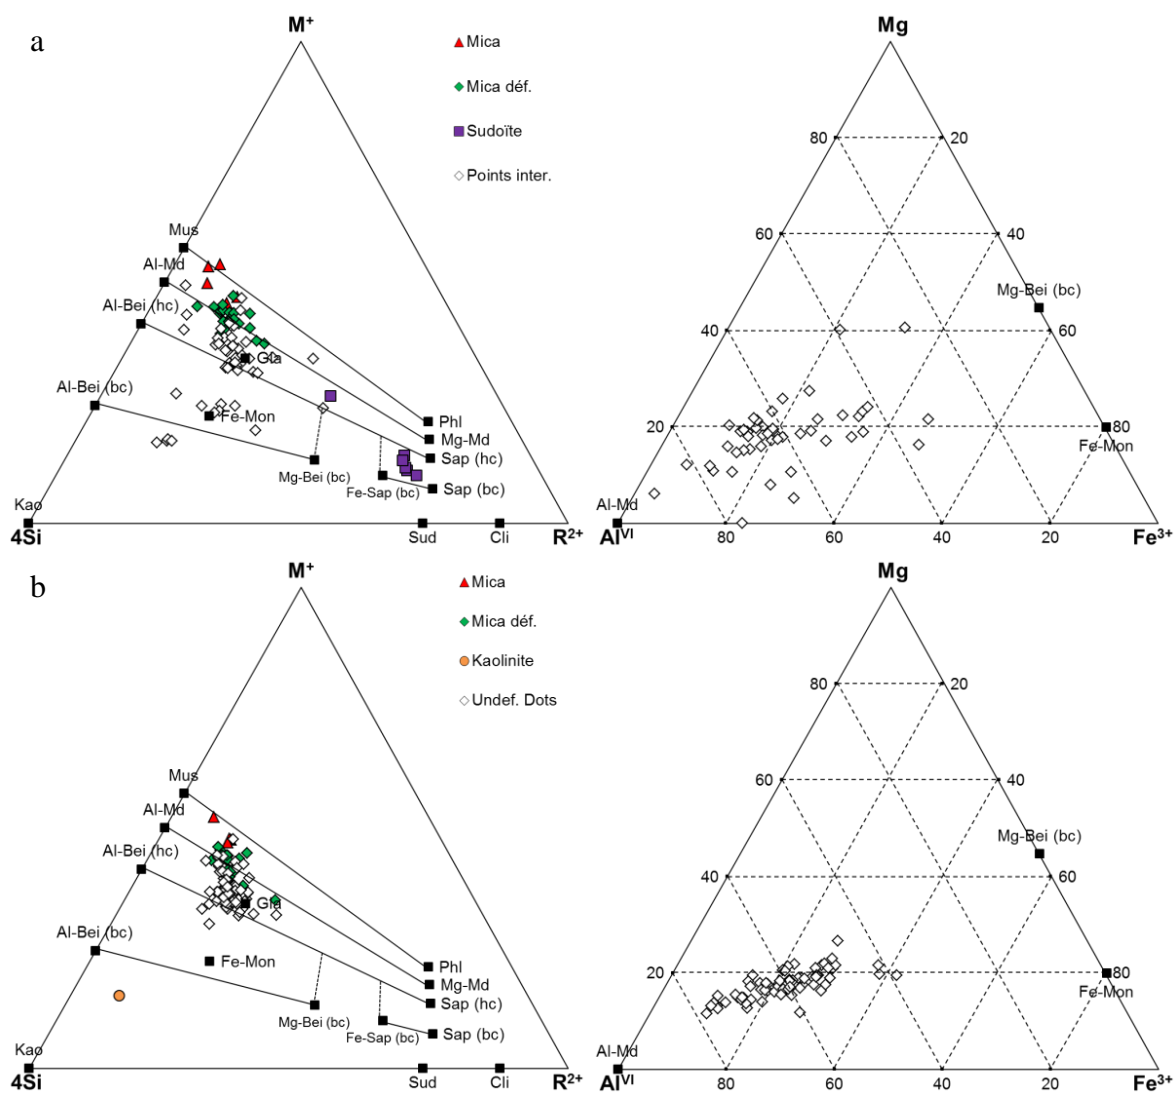 a
M⁺
Mica
Mica déf.
Sudoïte
Points inter.
Mus
Al-Md
Al-Bei (hc)
Al-Bei (bc)
Gla
Fe-Mon
Phl
Mg-Md
Sap (hc)
Mg-Bei (bc)
Fe-Sap (bc)
Sap (bc)
Kao
4Si
Sud
Cli
R²⁺
Mg
80
20
60
40
Mg-Bei (bc)
40
60
20
80
Fe-Mon
Al-Md
Alⱽᴵ
80
60
40
20
Fe³⁺
b
M⁺
Mica
Mica déf.
Kaolinite
Undef. Dots
Mus
Al-Md
Al-Bei (hc)
Al-Bei (bc)
Gla
Fe-Mon
Phl
Mg-Md
Sap (hc)
Mg-Bei (bc)
Fe-Sap (bc)
Sap (bc)
Kao
4Si
Sud
Cli
R²⁺
Mg
80
20
60
40
Mg-Bei (bc)
40
60
20
80
Fe-Mon
Al-Md
Alⱽᴵ
80
60
40
20
Fe³⁺